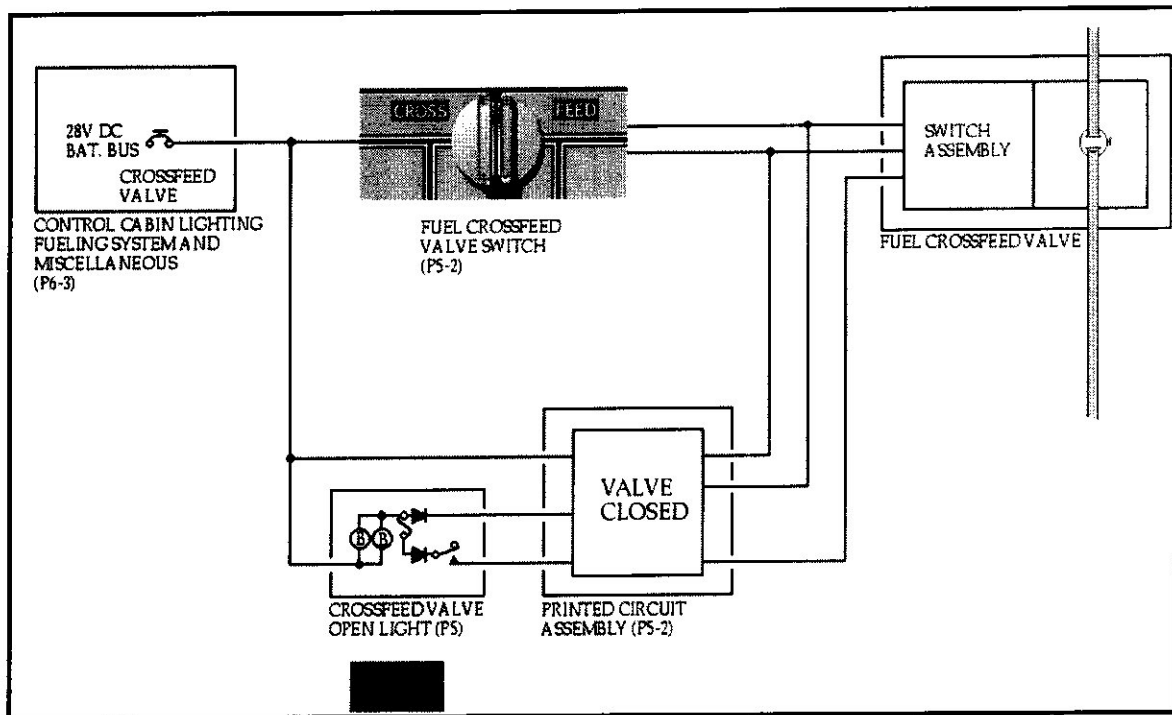 28V DC
BAT. BUS
CROSSFEED
VALVE
CONTROL CABIN LIGHTING
FUELING SYSTEM AND
MISCELLANEOUS
(P6-3)
CROSS FEED
FUEL CROSSFEED
VALVE SWITCH
(P5-2)
SWITCH
ASSEMBLY
FUEL CROSSFEED VALVE
VALVE
CLOSED
B B
CROSSFEED VALVE
OPEN LIGHT (P5)
PRINTED CIRCUIT
ASSEMBLY (P5-2)